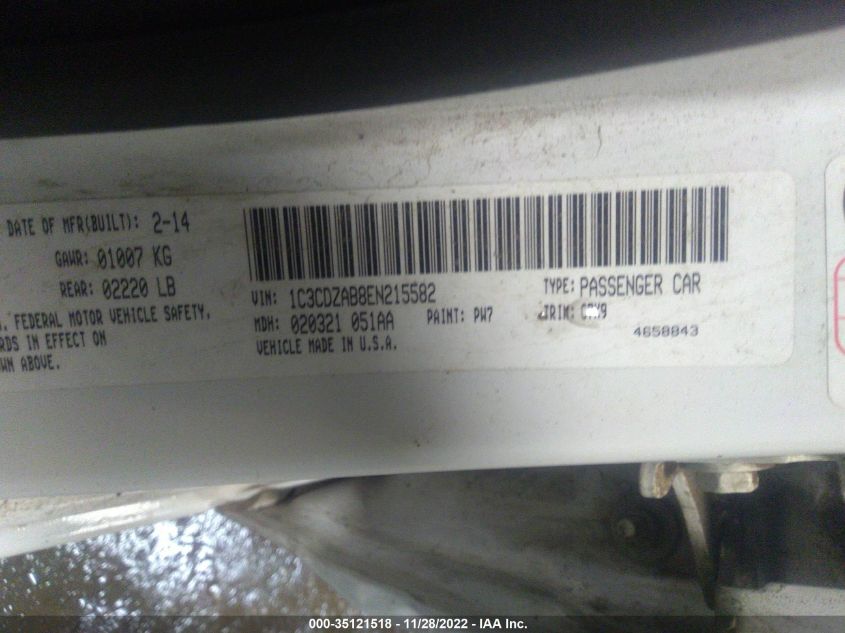 DATE OF MFR(BUILT): 2-14
GAWR: 01007 KG
REAR: 02220 LB
FEDERAL MOTOR VEHICLE SAFETY,
IN EFFECT ON
ABOVE.
VIN: 1C3CDZAB8EN215582
TYPE: PASSENGER CAR
MDH: 020321 051AA
PAINT: PW7
TRIM:
VEHICLE MADE IN U.S.A.
4658843
000-35121518 - 11/28/2022 - IAA Inc.